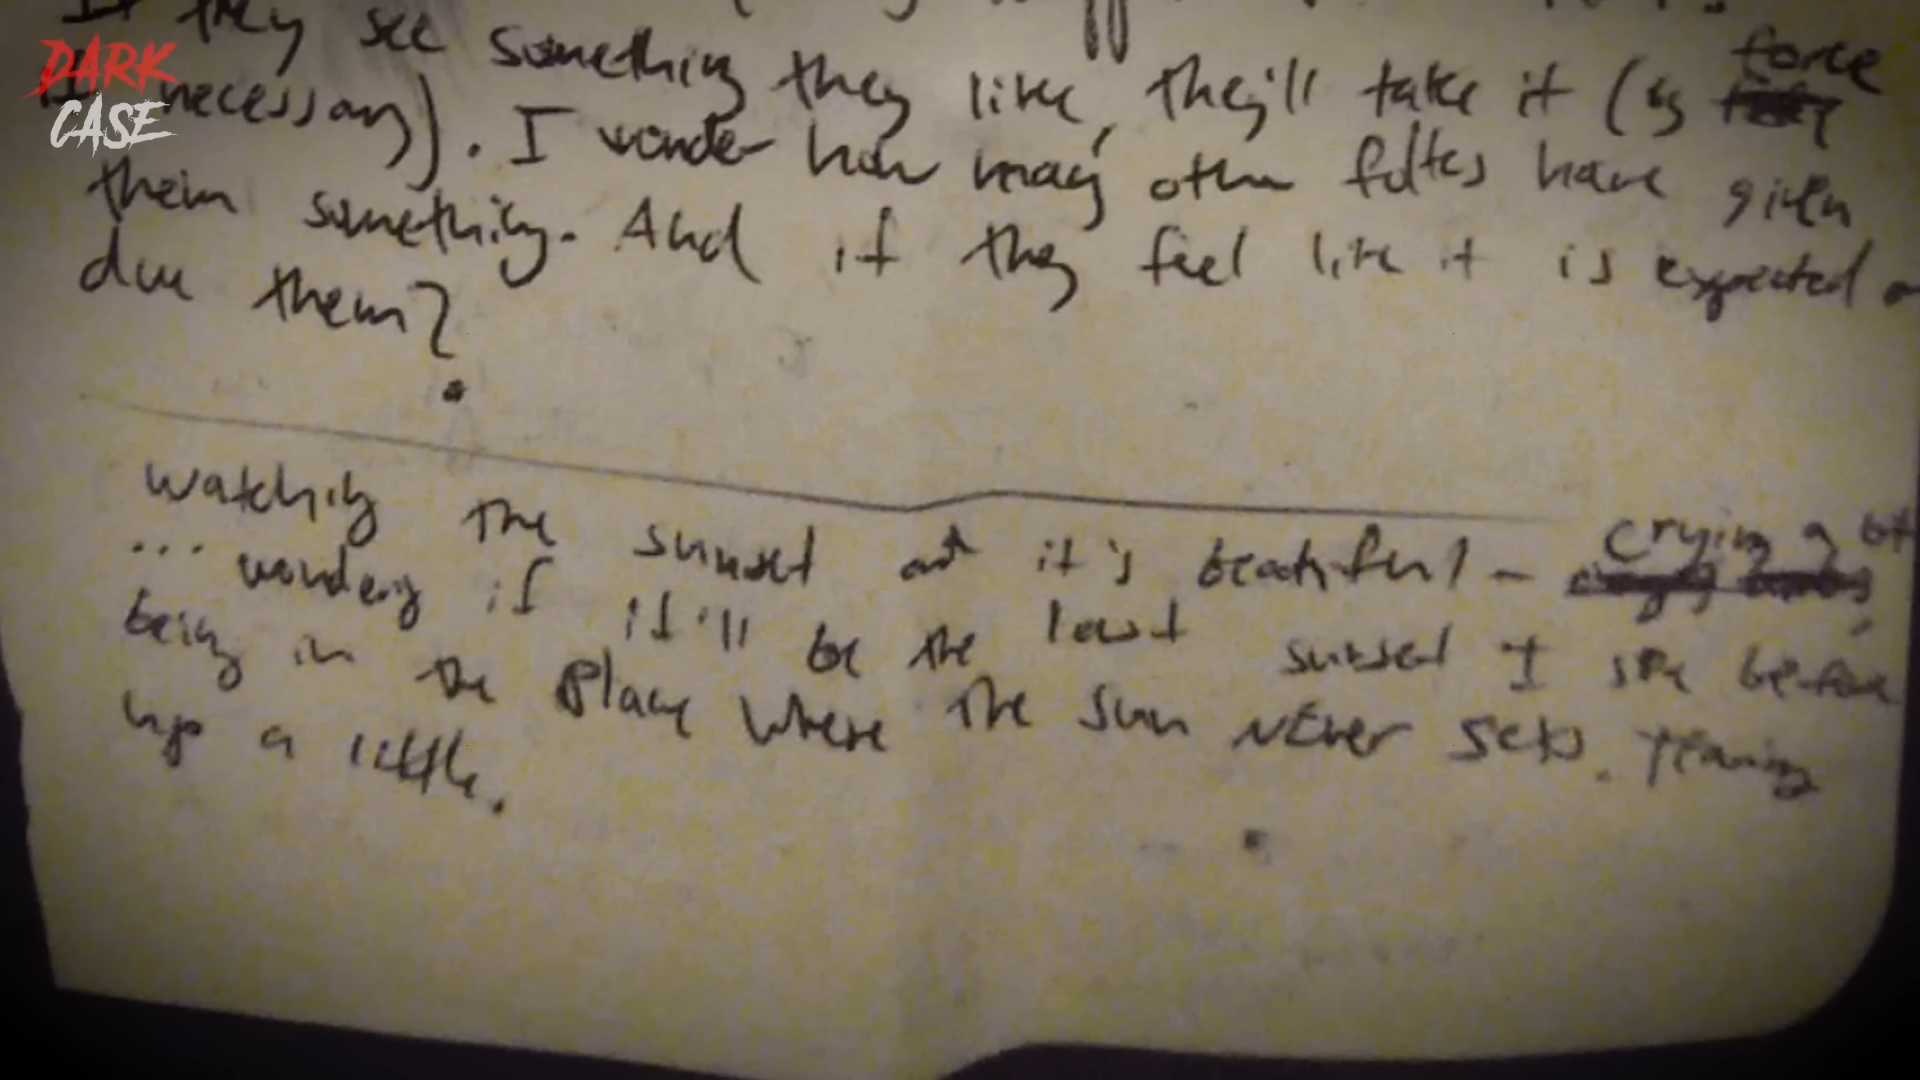 DARK
CASE
If they see something they like, they'll take it (by force
if necessary). I wonder how many other folks have given
them something. And if they feel like it is expected or
due them?
Watching the sunset and it's beautiful - crying a bit
... wondering if it'll be the last sunset I see before
being in the place where the sun NEver sets. Tearing
up a little.